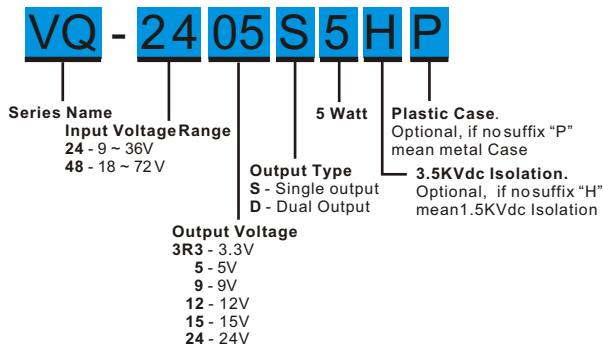 VQ - 24 05 S 5 H P
Series Name
Input Voltage Range
24 - 9 ~ 36V
48 - 18 ~ 72 V
Output Voltage
3R3 - 3.3V
5 - 5V
9 - 9V
12 - 12V
15 - 15V
24 - 24V
Output Type
S - Single output
D - Dual Output
5 Watt
Plastic Case.
Optional, if no suffix “P”
mean metal Case
3.5KVdc Isolation.
Optional, if no suffix “H”
mean1.5KVdc Isolation